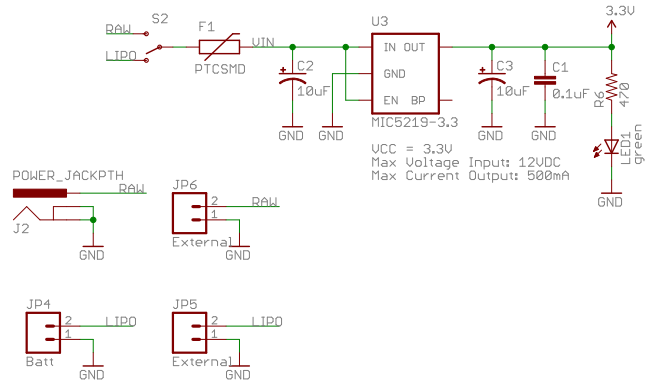 S2
RAW
LIPO
F1
PTCSMD
VIN
C2
10uF
GND
GND
U3
IN OUT
GND
EN BP
MIC5219-3.3
VCC = 3.3V
Max Voltage Input: 12VDC
Max Current Output: 500mA
C3
10uF
GND
C1
0.1uF
GND
3.3V
R6
470
LED1
green
GND
POWER_JACKPTH
RAW
J2
GND
JP6
2
1
RAW
External
GND
JP4
2
1
LIPO
Batt
GND
JP5
2
1
LIPO
External
GND